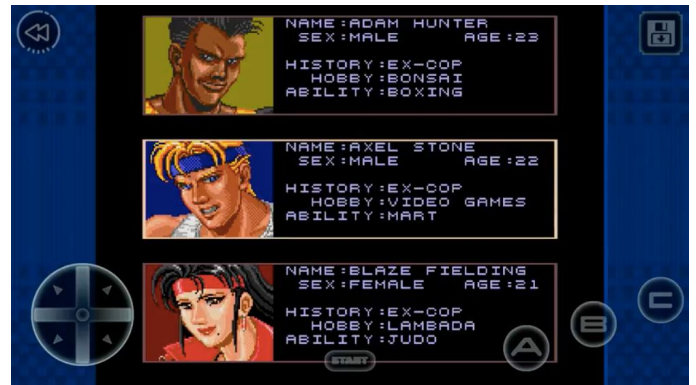 NAME:ADAM HUNTER
SEX:MALE AGE:23
HISTORY:EX-COP
HOBBY:BONSAI
ABILITY:BOXING
NAME:AXEL STONE
SEX:MALE AGE:22
HISTORY:EX-COP
HOBBY:VIDEO GAMES
ABILITY:MART
NAME:BLAZE FIELDING
SEX:FEMALE AGE:21
HISTORY:EX-COP
HOBBY:LAMBADA
ABILITY:JUDO
START
A
B
C